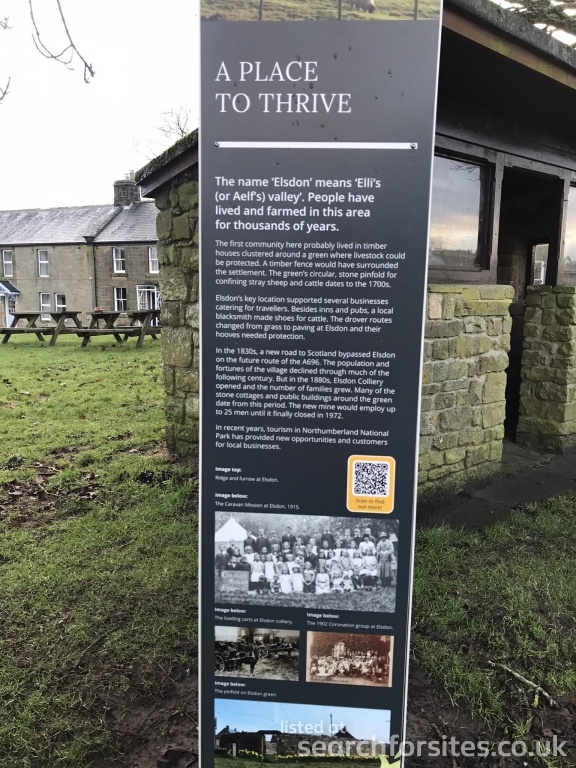 A PLACE
TO THRIVE
The name ‘Elsdon’ means ‘Elli’s
(or Aelf’s) valley’. People have
lived and farmed in this area
for thousands of years.
The first community here probably lived in timber
houses clustered around a green where livestock could
be protected. A timber fence would have surrounded
the settlement. The green’s circular, stone pinfold for
confining stray sheep and cattle dates to the 1700s.
Elsdon’s key location supported several businesses
catering for travellers. Besides inns and pubs, a local
blacksmith made shoes for cattle. The drover routes
changed from grass to paving at Elsdon and their
hooves needed protection.
In the 1830s, a new road to Scotland bypassed Elsdon
on the future route of the A696. The population and
fortunes of the village declined through much of the
following century. But in the 1880s, Elsdon Colliery
opened and the number of families grew. Many of the
stone cottages and public buildings around the green
date from this period. The new mine would employ up
to 25 men until it finally closed in 1972.
In recent years, tourism in Northumberland National
Park has provided new opportunities and customers
for local businesses.
Image top:
Ridge and furrow at Elsdon.
Image below:
The Caravan Mission at Elsdon, 1915.
Scan to find
out more!
Image below:
The loading carts at Elsdon colliery.
Image below:
The 1902 Coronation group at Elsdon.
Image below:
The pinfold on Elsdon green.
listed at
searchforsites.co.uk